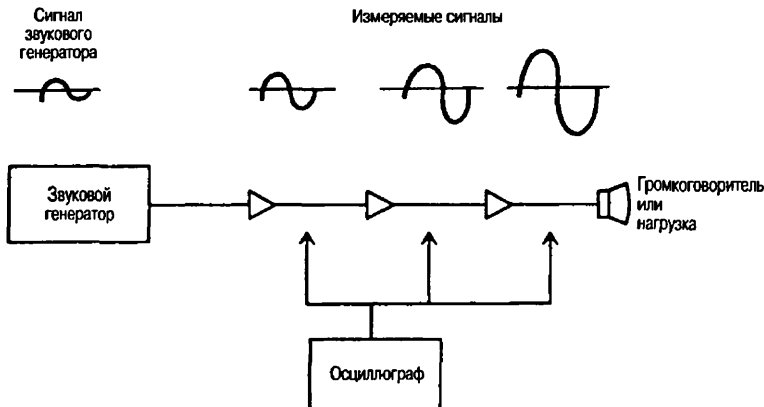 Сигнал
звукового
генератора
Измеряемые сигналы
Звуковой
генератор
Громкоговоритель
или
нагрузка
Осциллограф